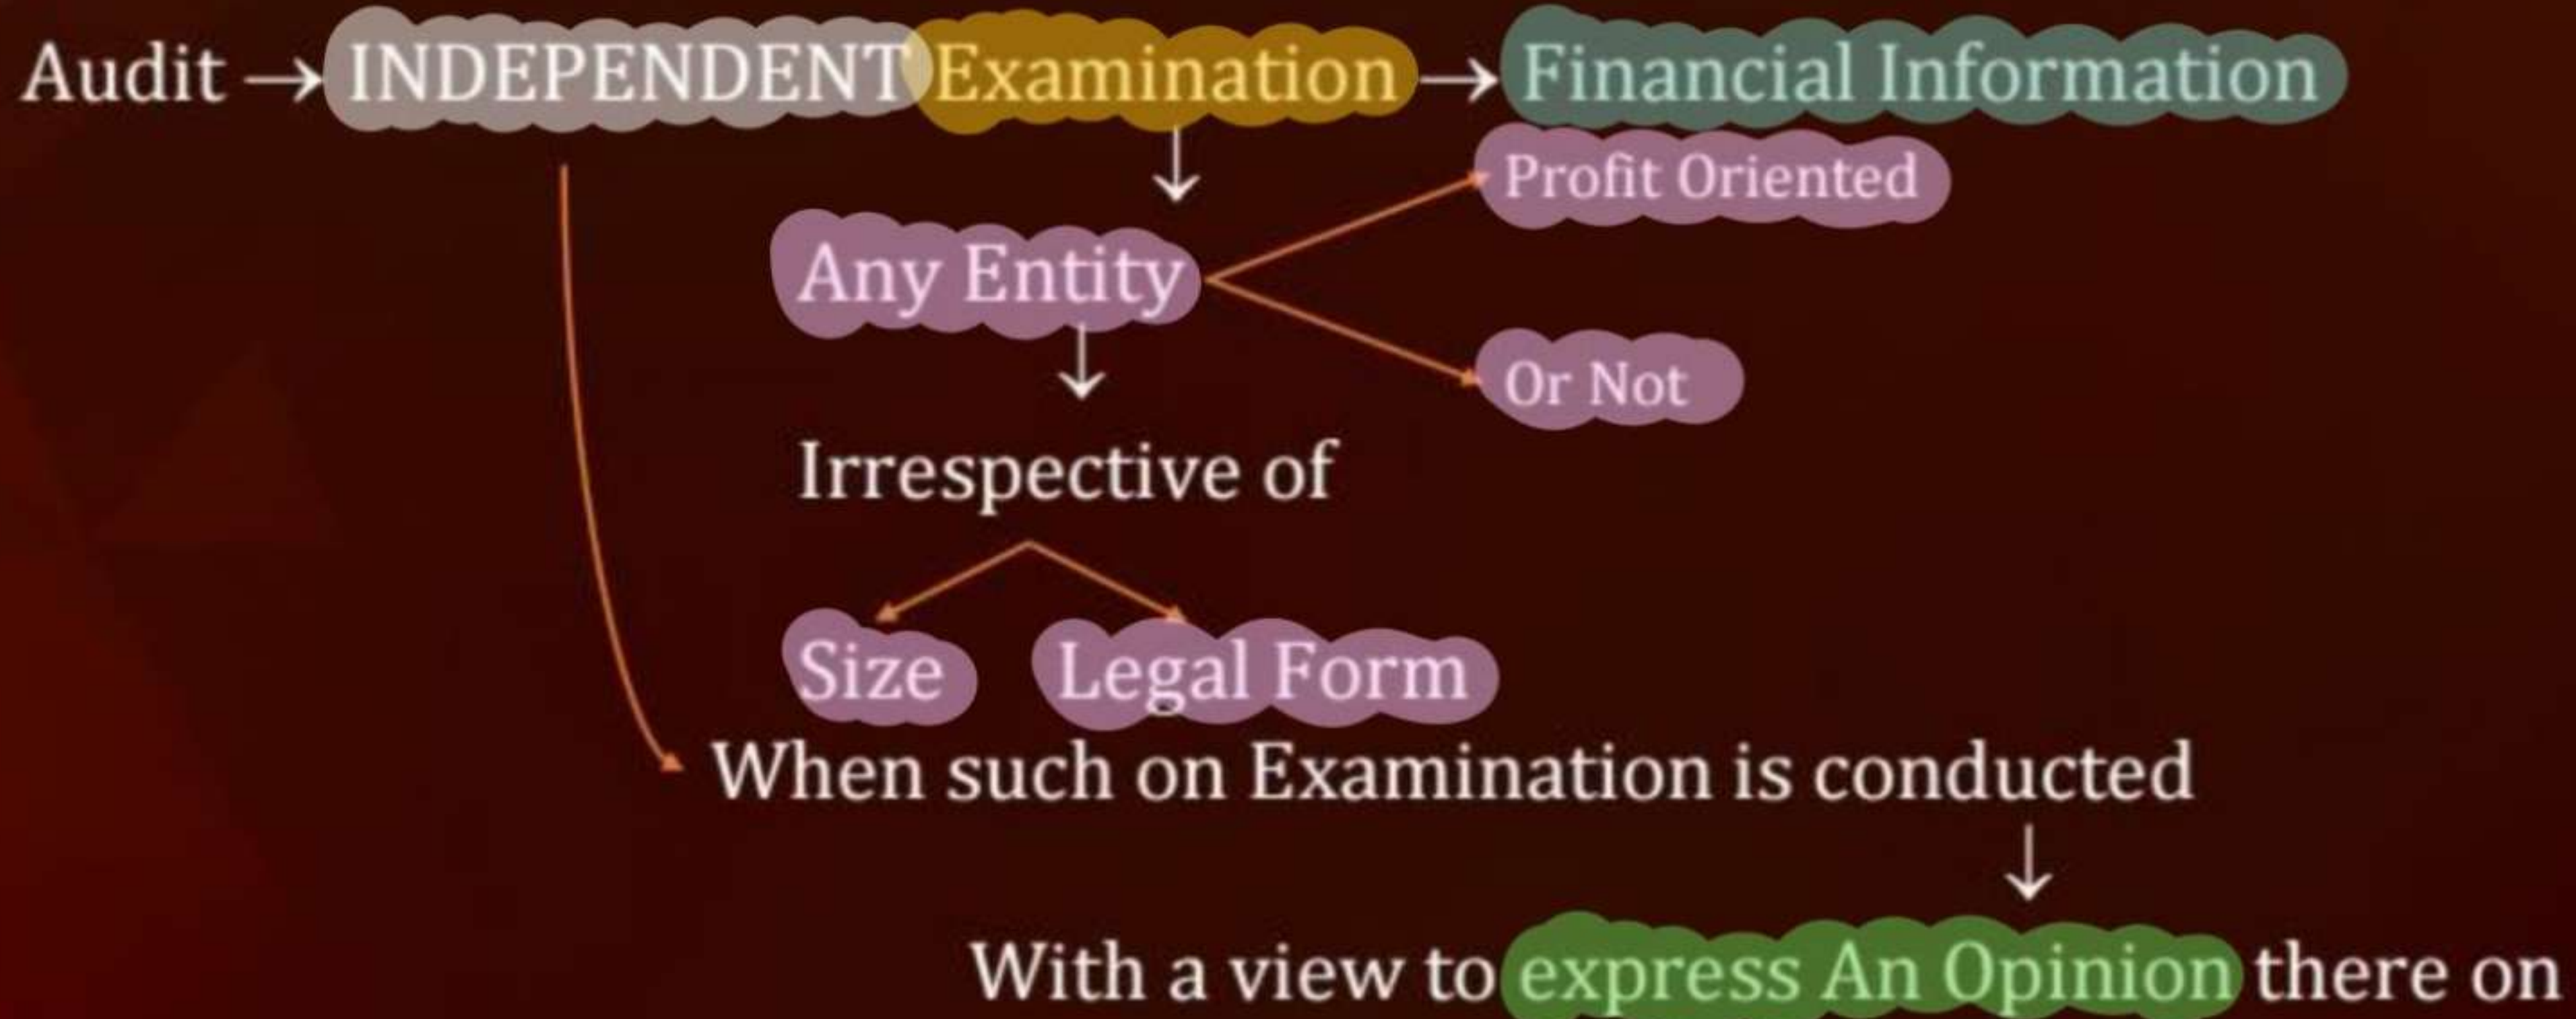 Audit → INDEPENDENT Examination → Financial Information
Profit Oriented
Any Entity
Or Not
Irrespective of
Size Legal Form
When such on Examination is conducted
With a view to express An Opinion there on